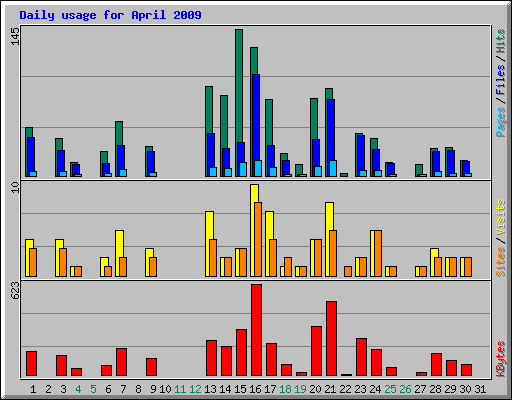 Daily usage for April 2009
145
10
623
Pages / Files / Hits
Sites / Visits
KBytes
1 2 3 4 5 6 7 8 9 10 11 12 13 14 15 16 17 18 19 20 21 22 23 24 25 26 27 28 29 30 31